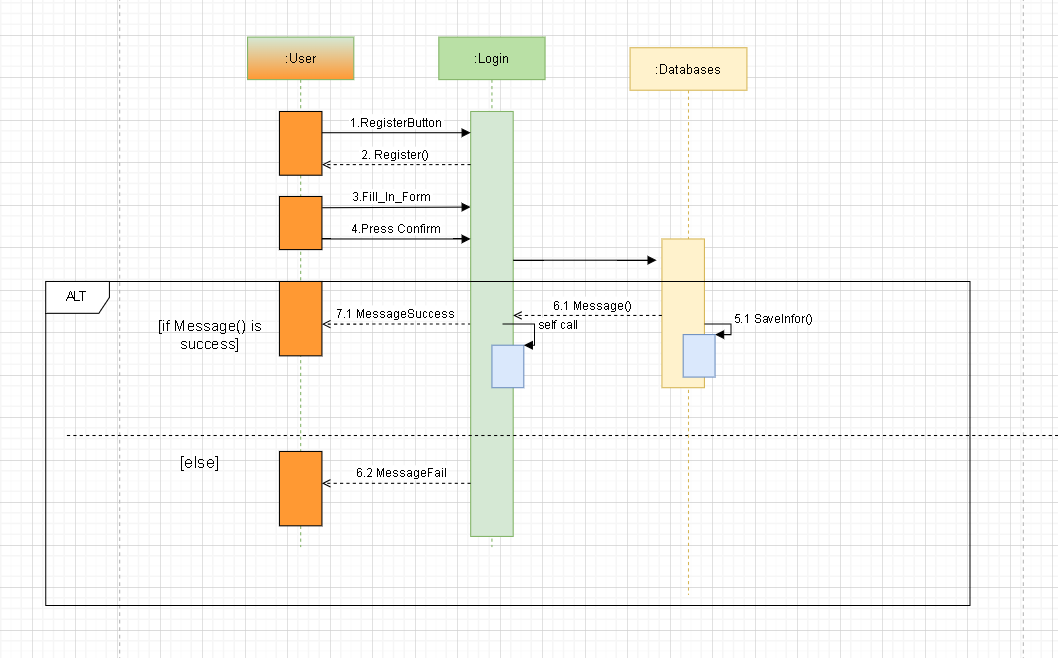 :User
:Login
:Databases
1.RegisterButton
2. Register()
3.Fill_In_Form
4.Press Confirm
ALT
[if Message() is
success]
7.1 MessageSuccess
6.1 Message()
self call
5.1 SaveInfor()
[else]
6.2 MessageFail